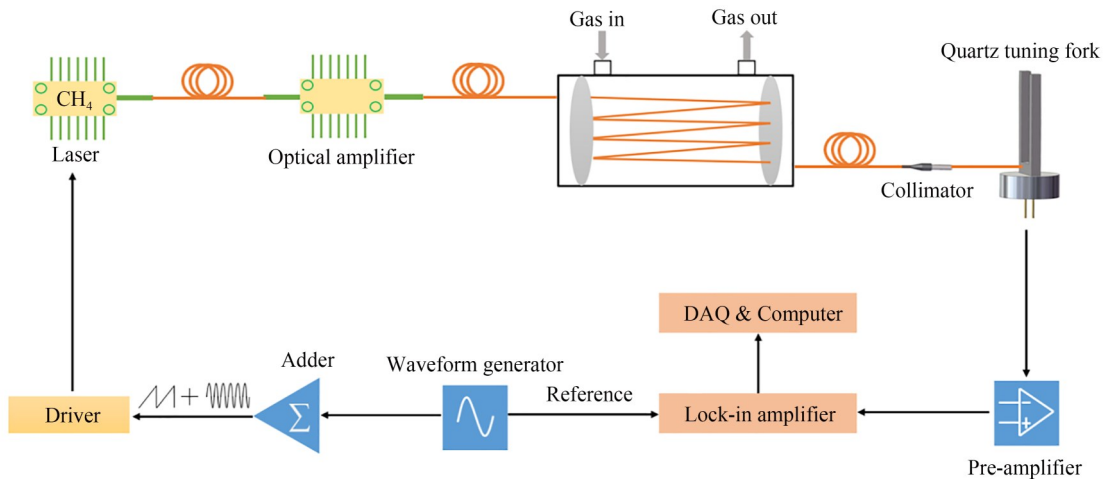 Gas in
Gas out
Quartz tuning fork
CH₄
Laser
Optical amplifier
Collimator
DAQ & Computer
Adder
Waveform generator
Reference
Driver
Σ
Lock-in amplifier
Pre-amplifier